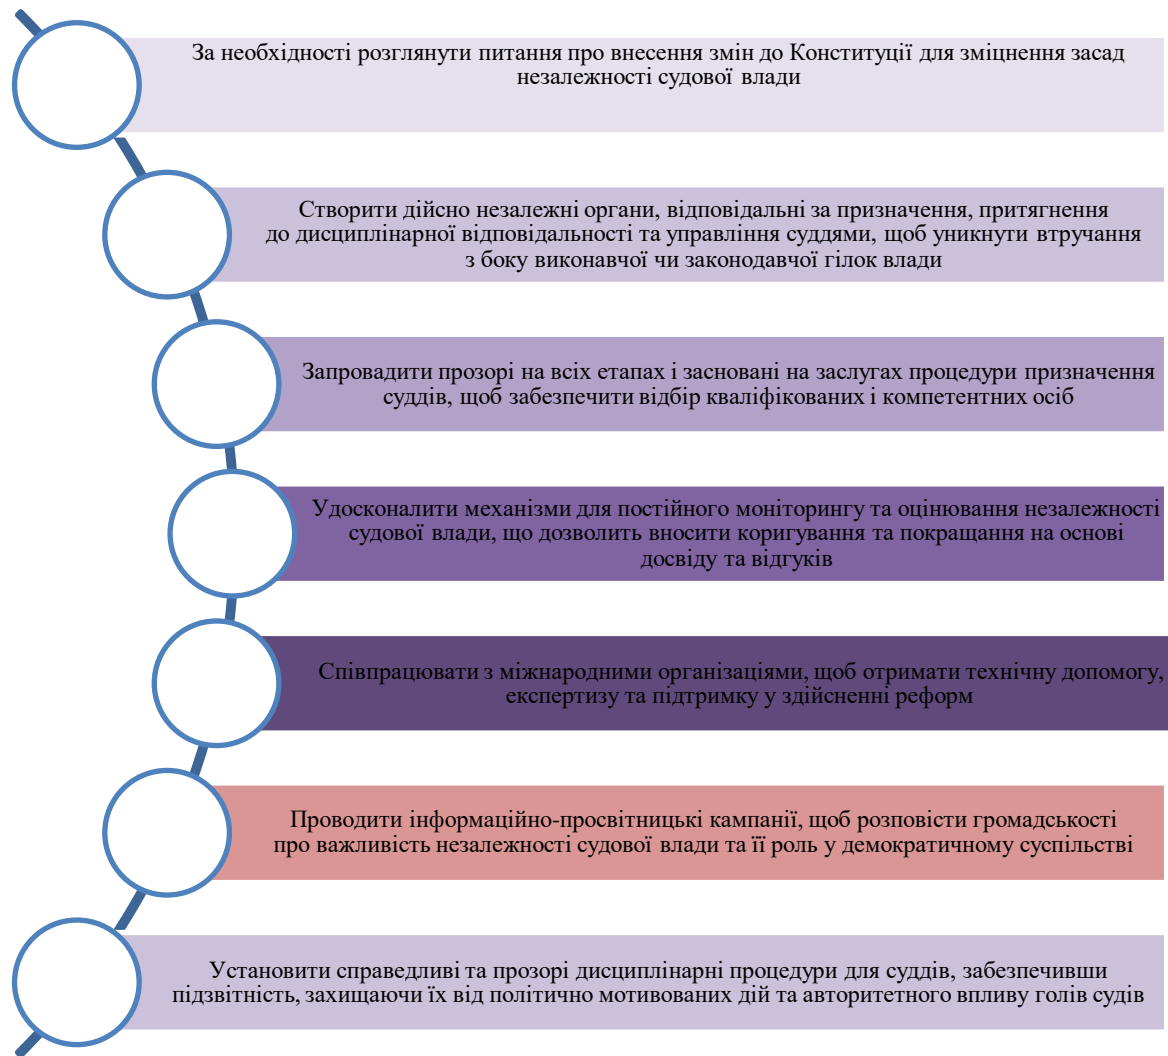 За необхідності розглянути питання про внесення змін до Конституції для зміцнення засад
незалежності судової влади
Створити дійсно незалежні органи, відповідальні за призначення, притягнення
до дисциплінарної відповідальності та управління суддями, щоб уникнути втручання
з боку виконавчої чи законодавчої гілок влади
Запровадити прозорі на всіх етапах і засновані на заслугах процедури призначення
суддів, щоб забезпечити відбір кваліфікованих і компетентних осіб
Удосконалити механізми для постійного моніторингу та оцінювання незалежності
судової влади, що дозволить вносити коригування та покращання на основі
досвіду та відгуків
Співпрацювати з міжнародними організаціями, щоб отримати технічну допомогу,
експертизу та підтримку у здійсненні реформ
Проводити інформаційно-просвітницькі кампанії, щоб розповісти громадськості
про важливість незалежності судової влади та її роль у демократичному суспільстві
Установити справедливі та прозорі дисциплінарні процедури для суддів, забезпечивши
підзвітність, захищаючи їх від політично мотивованих дій та авторитетного впливу голів судів